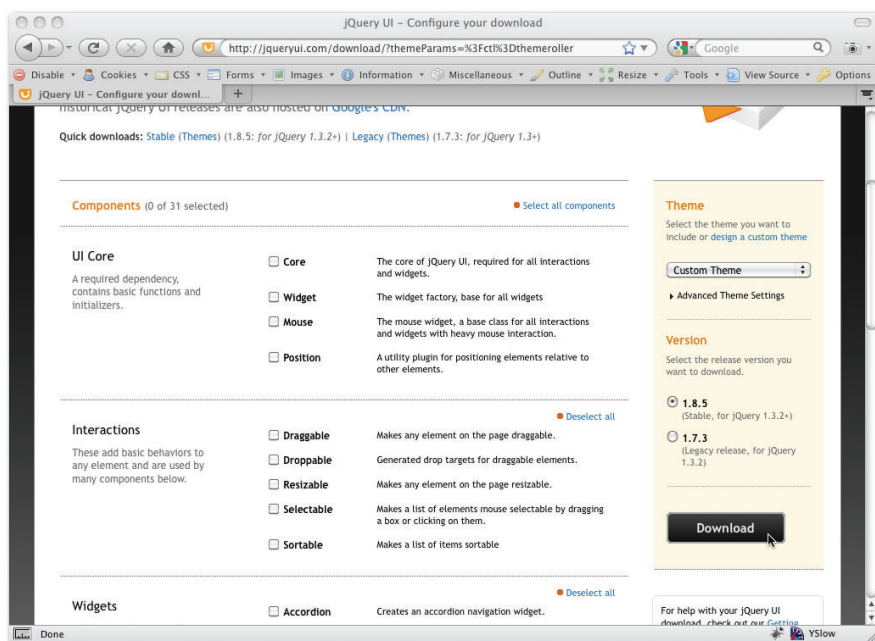 jQuery UI – Configure your download
http://jqueryui.com/download/?themeParams=%3Fctl%3Dthemeroller
Google
Disable Cookies CSS Forms Images Information Miscellaneous Outline Resize Tools View Source Options
jQuery UI – Configure your downl...
historical jQuery UI releases are also hosted on Google's CDN.
Quick downloads: Stable (Themes) (1.8.5: for jQuery 1.3.2+) | Legacy (Themes) (1.7.3: for jQuery 1.3+)
Components (0 of 31 selected)
Select all components
UI Core
A required dependency,
contains basic functions and
initializers.
Core
The core of jQuery UI, required for all interactions
and widgets.
Widget
The widget factory, base for all widgets
Mouse
The mouse widget, a base class for all interactions
and widgets with heavy mouse interaction.
Position
A utility plugin for positioning elements relative to
other elements.
Deselect all
Interactions
These add basic behaviors to
any element and are used by
many components below.
Draggable
Makes any element on the page draggable.
Droppable
Generated drop targets for draggable elements.
Resizable
Makes any element on the page resizable.
Selectable
Makes a list of elements mouse selectable by dragging
a box or clicking on them.
Sortable
Makes a list of items sortable
Deselect all
Widgets
Accordion
Creates an accordion navigation widget.
Theme
Select the theme you want to
include or design a custom theme
Custom Theme
Advanced Theme Settings
Version
Select the release version you
want to download.
1.8.5
(Stable, for jQuery 1.3.2+)
1.7.3
(Legacy release, for jQuery
1.3.2)
Download
For help with your jQuery UI
download, check out our Getting
Done
YSlow